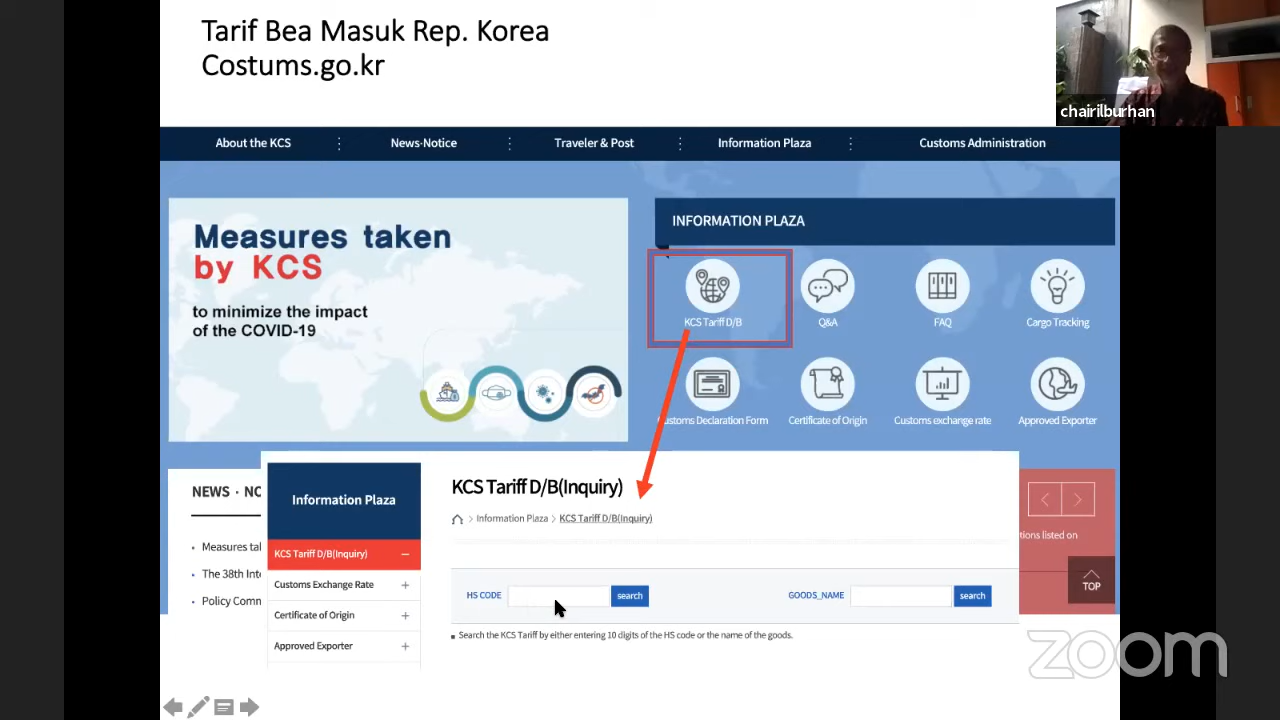 Tarif Bea Masuk Rep. Korea
Costums.go.kr
chairilburhan
About the KCS
News·Notice
Traveler & Post
Information Plaza
Customs Administration
Measures taken
by KCS
to minimize the impact
of the COVID-19
INFORMATION PLAZA
KCS Tariff D/B
Q&A
FAQ
Cargo Tracking
Customs Declaration Form
Certificate of Origin
Customs exchange rate
Approved Exporter
NEWS · NO
Measures tal
The 38th Inte
Policy Comm
Information Plaza
KCS Tariff D/B(Inquiry)
Customs Exchange Rate
Certificate of Origin
Approved Exporter
KCS Tariff D/B(Inquiry)
Information Plaza > KCS Tariff D/B(Inquiry)
HS CODE
search
GOODS_NAME
search
Search the KCS Tariff by either entering 10 digits of the HS code or the name of the goods.
tions listed on
TOP
zoom